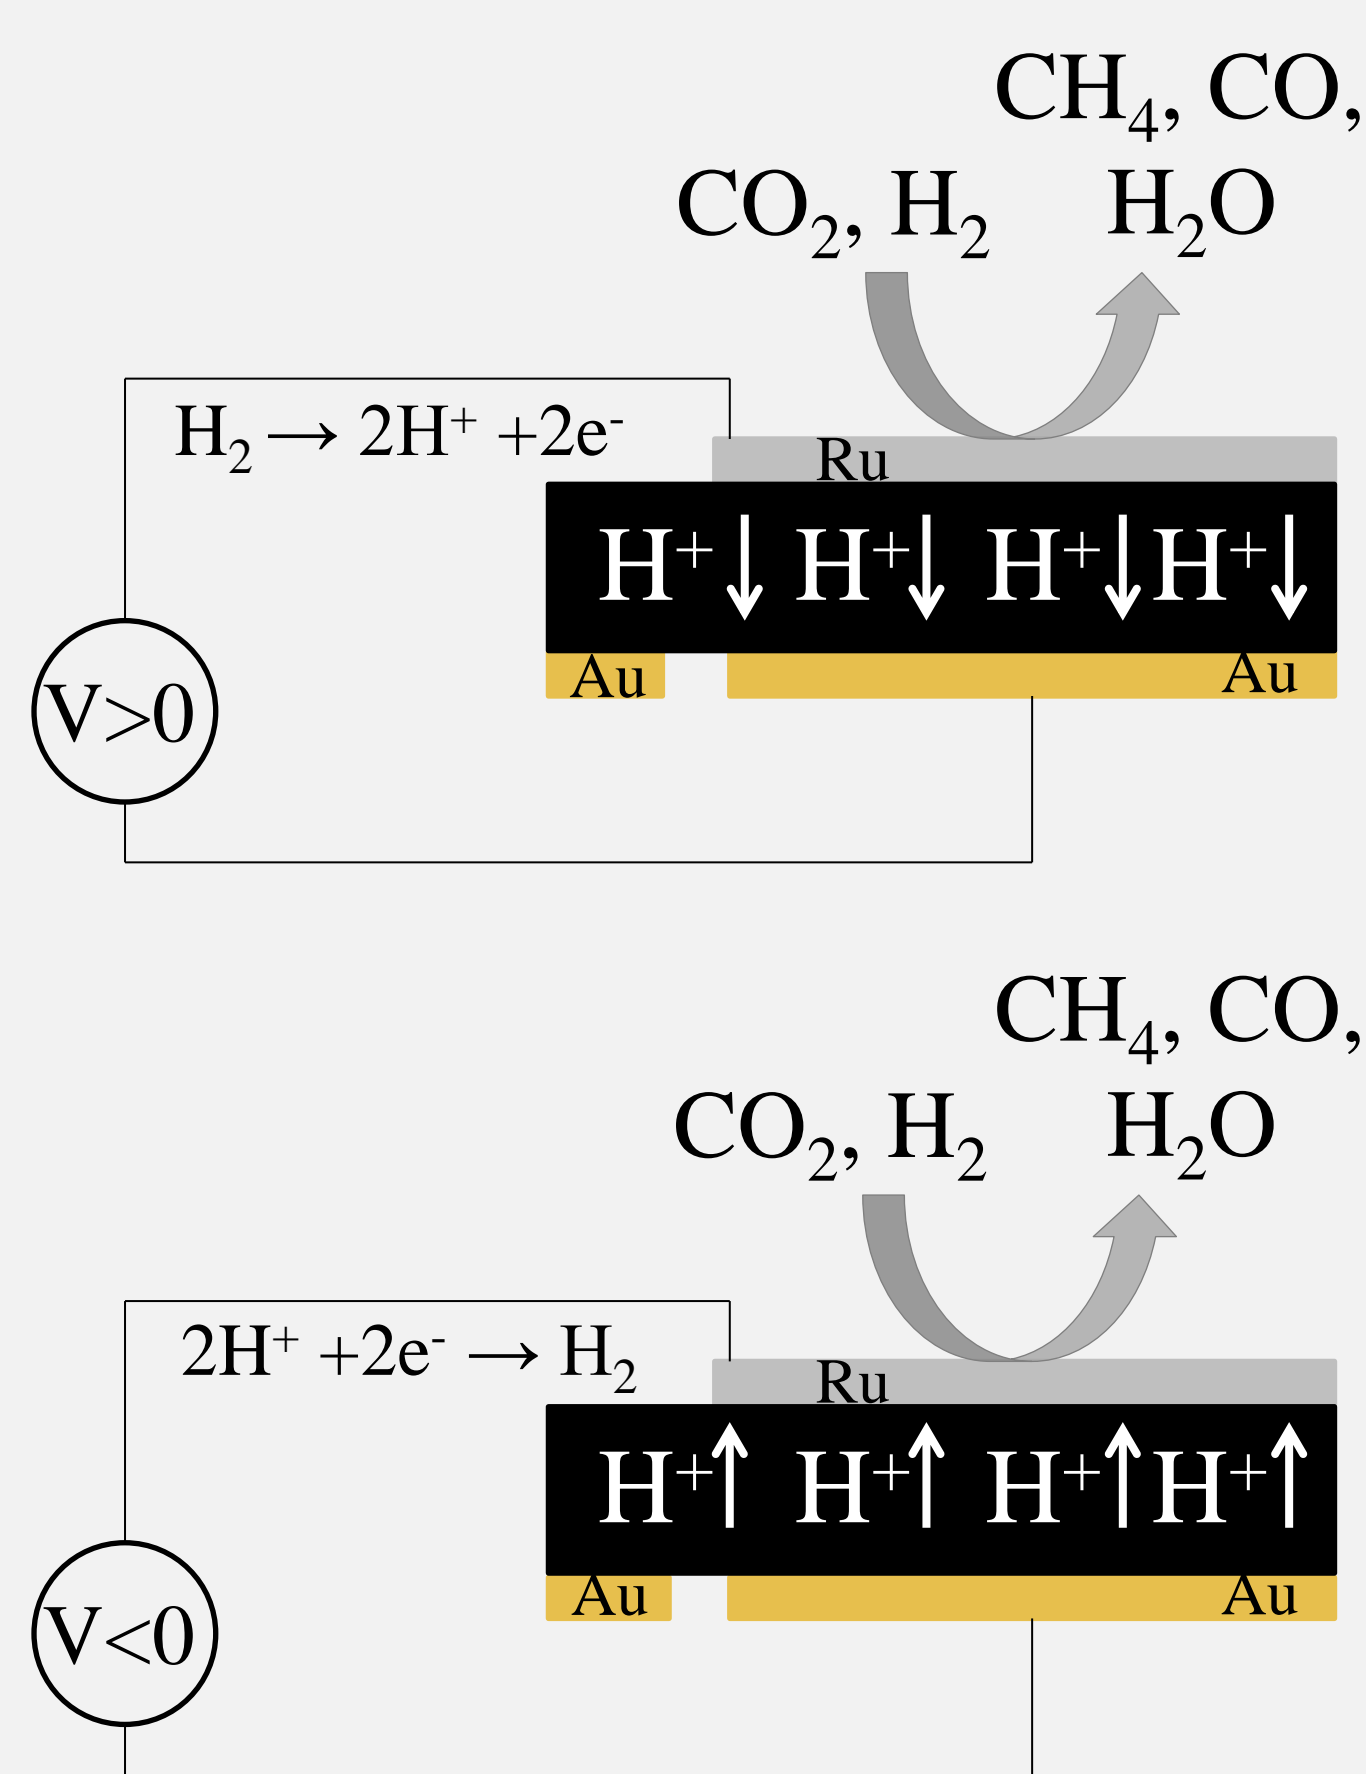 CH₄, CO,
CO₂, H₂ H₂O
H₂ → 2H⁺ +2e⁻
Ru
H⁺ ↓ H⁺ ↓ H⁺ ↓ H⁺ ↓
V>0
Au Au
CH₄, CO,
CO₂, H₂ H₂O
2H⁺ +2e⁻ → H₂
Ru
H⁺ ↑ H⁺ ↑ H⁺ ↑ H⁺ ↑
V<0
Au Au